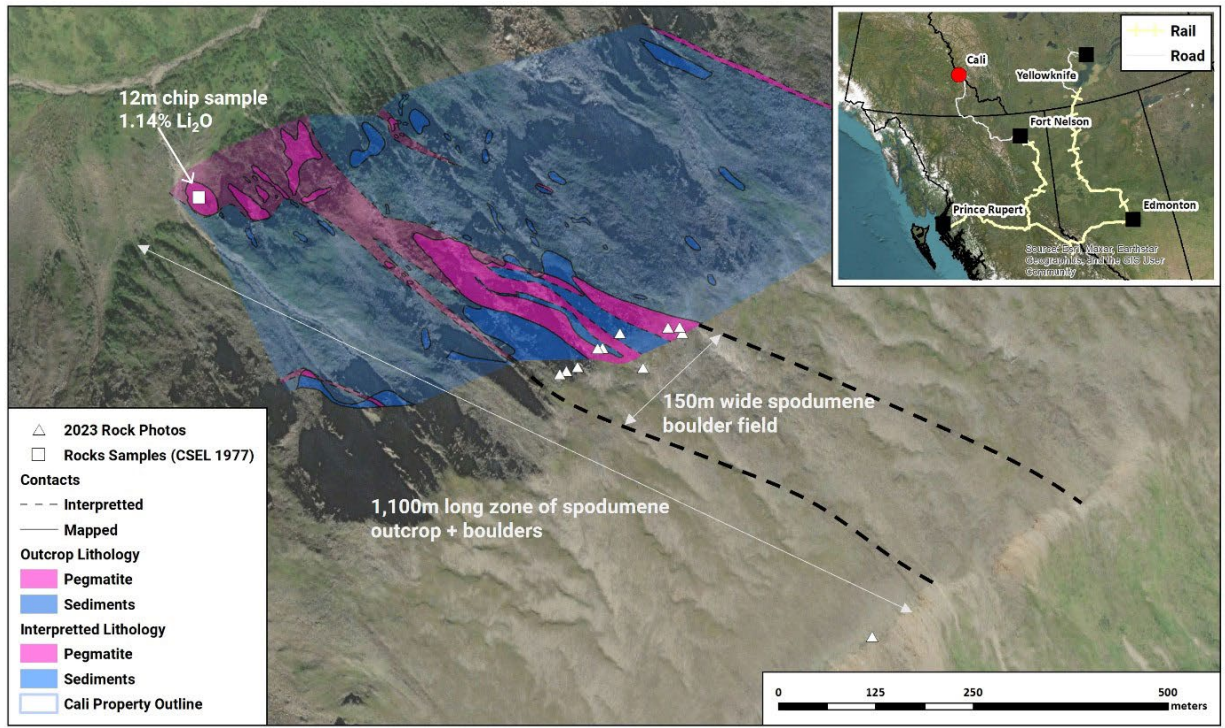 12m chip sample
1.14% Li₂O
Rail
Road
Cali
Yellowknife
Fort Nelson
Prince Rupert
Edmonton
Source: Esri, Maxar, Earthstar
Geographics, and the GIS User
Community
150m wide spodumene
boulder field
1,100m long zone of spodumene
outcrop + boulders
2023 Rock Photos
Rocks Samples (CSEL 1977)
Contacts
Interpretted
Mapped
Outcrop Lithology
Pegmatite
Sediments
Interpretted Lithology
Pegmatite
Sediments
Cali Property Outline
0 125 250 500
meters